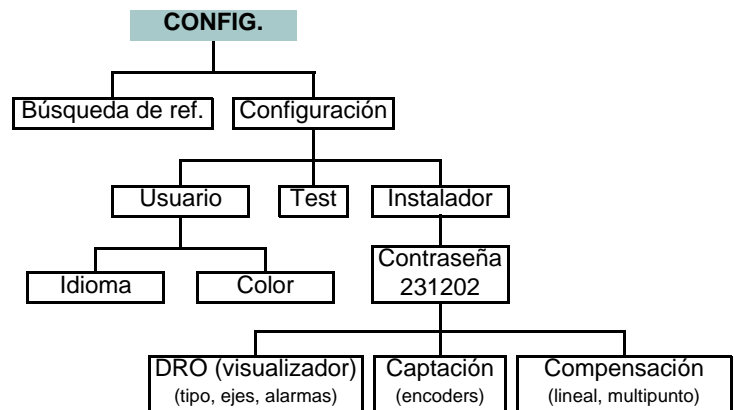 CONFIG.
Búsqueda de ref.
Configuración
Usuario
Test
Instalador
Idioma
Color
Contraseña
231202
DRO (visualizador)
(tipo, ejes, alarmas)
Captación
(encoders)
Compensación
(lineal, multipunto)